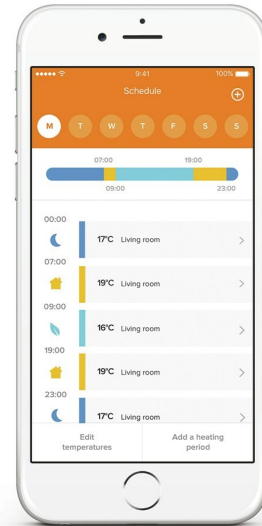 9:41
100%
Schedule
M T W T F S S
07:00 19:00
09:00 23:00
00:00
17°C Living room
07:00
19°C Living room
09:00
16°C Living room
19:00
19°C Living room
23:00
17°C Living room
Edit temperatures
Add a heating period